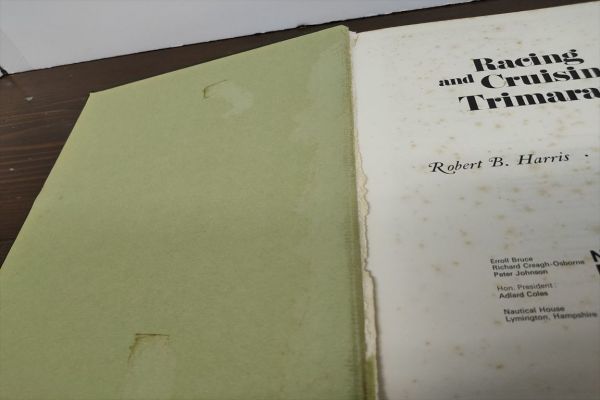 Racing
and Cruisin
Trimara
Robert B. Harris ·
Erroll Bruce
Richard Creagh-Osborne
Peter Johnson
Hon. President :
Adlard Coles
Nautical House
Lymington, Hampshire